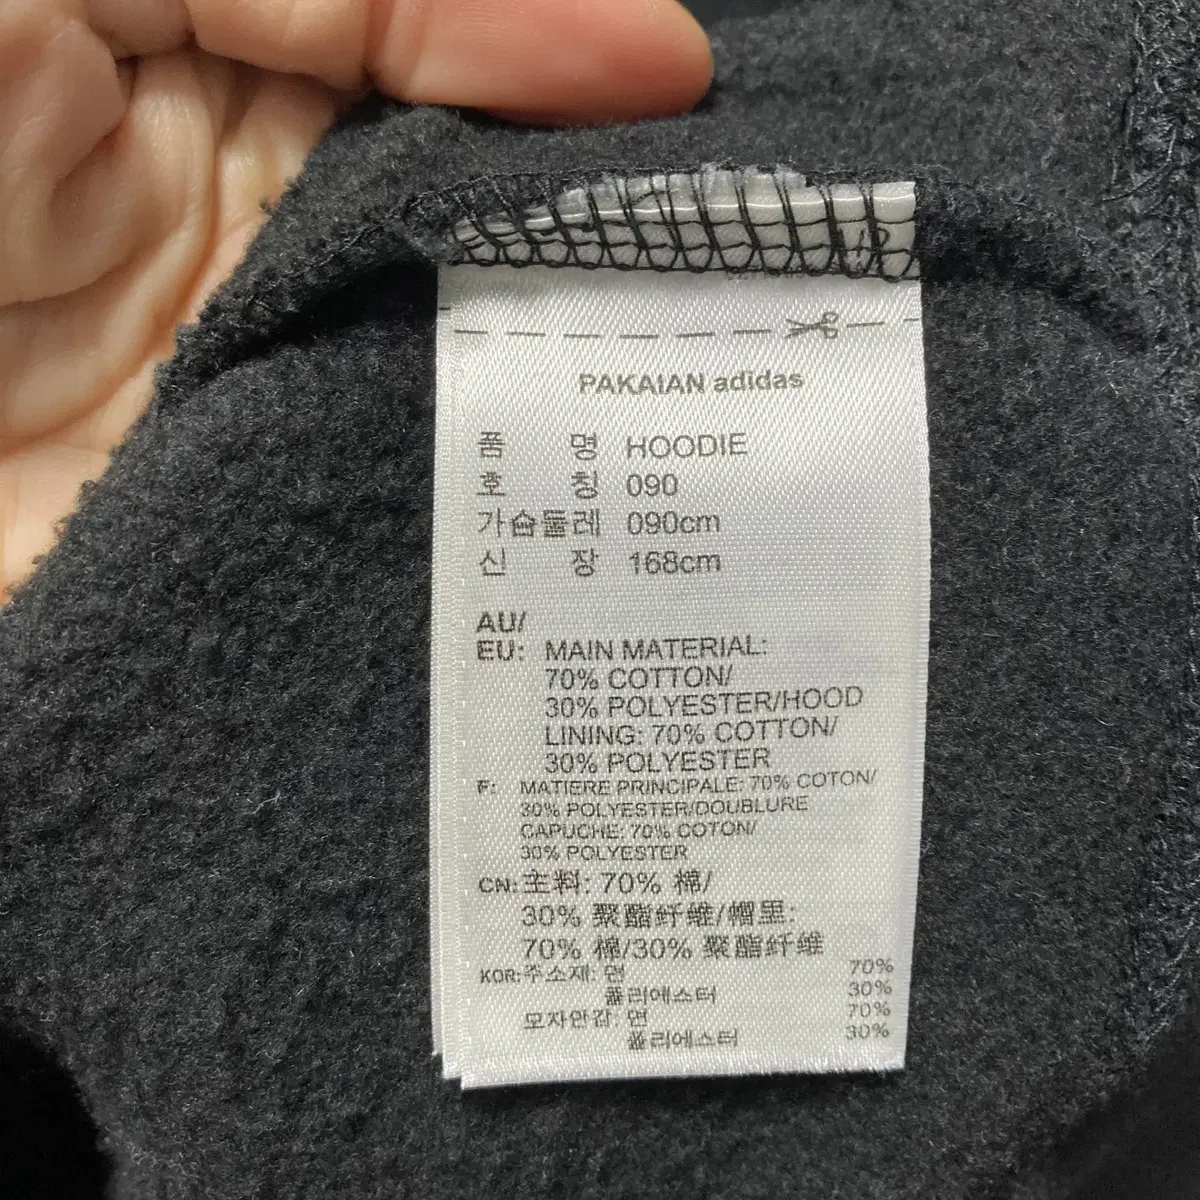 PAKAIAN adidas
품 명 HOODIE
호 칭 090
가슴둘레 090cm
신 장 168cm
AU/
EU: MAIN MATERIAL:
70% COTTON/
30% POLYESTER/HOOD
LINING: 70% COTTON/
30% POLYESTER
F: MATIERE PRINCIPALE: 70% COTON/
30% POLYESTER/DOUBLURE
CAPUCHE: 70% COTON/
30% POLYESTER
CN: 主料: 70% 棉/
30% 聚酯纤维/帽里:
70% 棉/30% 聚酯纤维
KOR: 주소재: 면 70%
폴리에스터 30%
모자안감: 면 70%
폴리에스터 30%